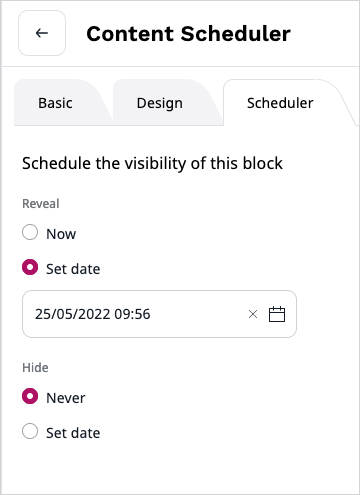 Content Scheduler
Basic
Design
Scheduler
Schedule the visibility of this block
Reveal
Now
Set date
25/05/2022 09:56
Hide
Never
Set date